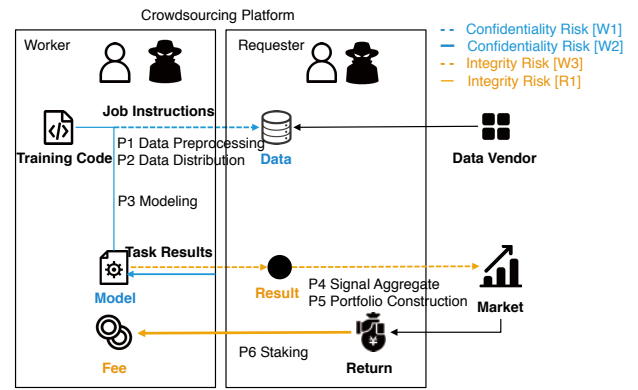 Crowdsourcing Platform
Worker
Requester
Confidentiality Risk [W1]
Confidentiality Risk [W2]
Integrity Risk [W3]
Integrity Risk [R1]
Job Instructions
Training Code
P1 Data Preprocessing
P2 Data Distribution
Data
Data Vendor
P3 Modeling
Task Results
Model
Result
P4 Signal Aggregate
P5 Portfolio Construction
Market
¥
Fee
P6 Staking
Return